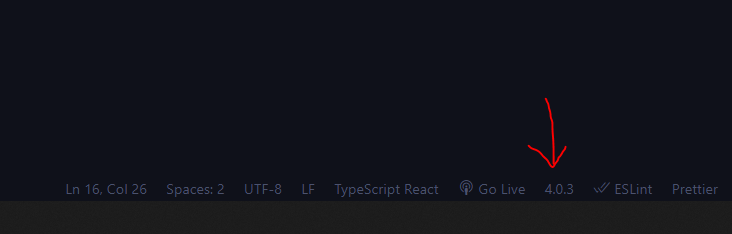 Ln 16, Col 26 Spaces: 2 UTF-8 LF TypeScript React Go Live 4.0.3 ESLint Prettier